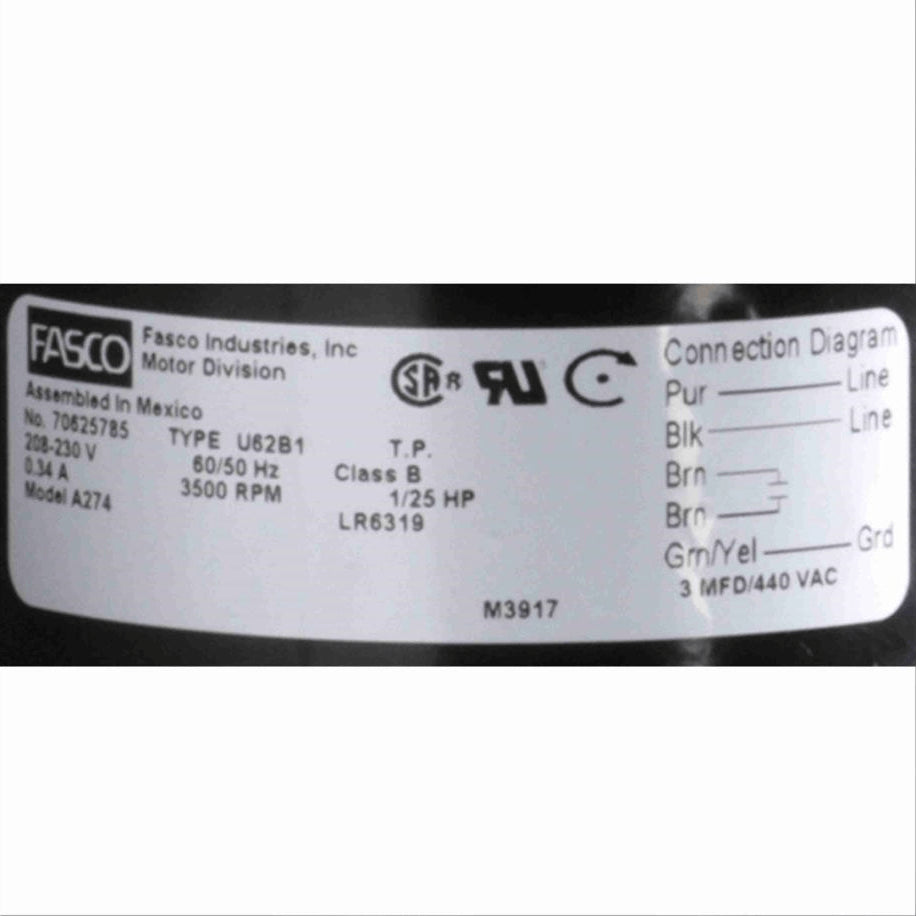 FASCO
Fasco Industries, Inc
Motor Division
Assembled In Mexico
No. 70625785
TYPE U62B1
T.P.
208-230 V
60/50 Hz
Class B
0.34 A
3500 RPM
1/25 HP
Model A274
LR6319
M3917
SA ®
RU
Connection Diagram
Pur Line
Blk Line
Brn
Brn
Grn/Yel Grd
3 MFD/440 VAC